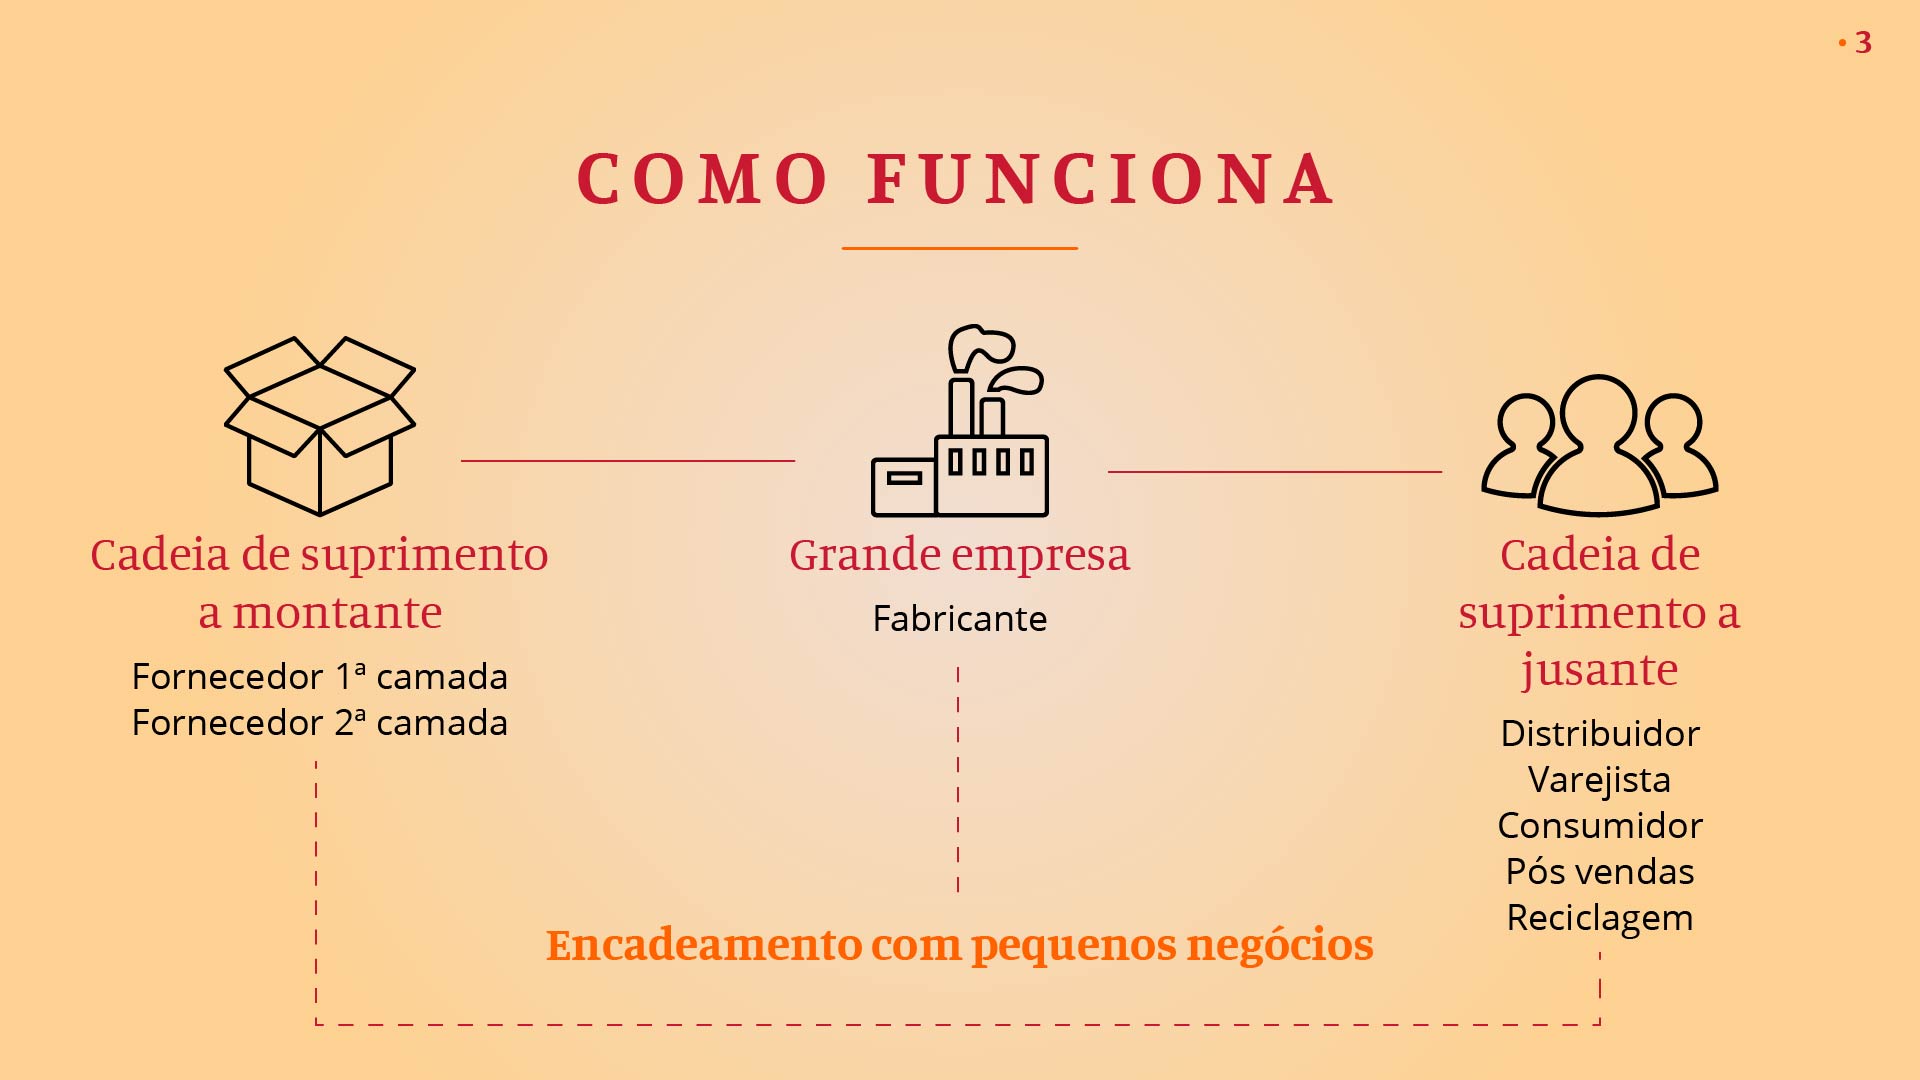 • 3
COMO FUNCIONA
Cadeia de suprimento
a montante
Fornecedor 1ª camada
Fornecedor 2ª camada
Grande empresa
Fabricante
Cadeia de
suprimento a
jusante
Distribuidor
Varejista
Consumidor
Pós vendas
Reciclagem
Encadeamento com pequenos negócios